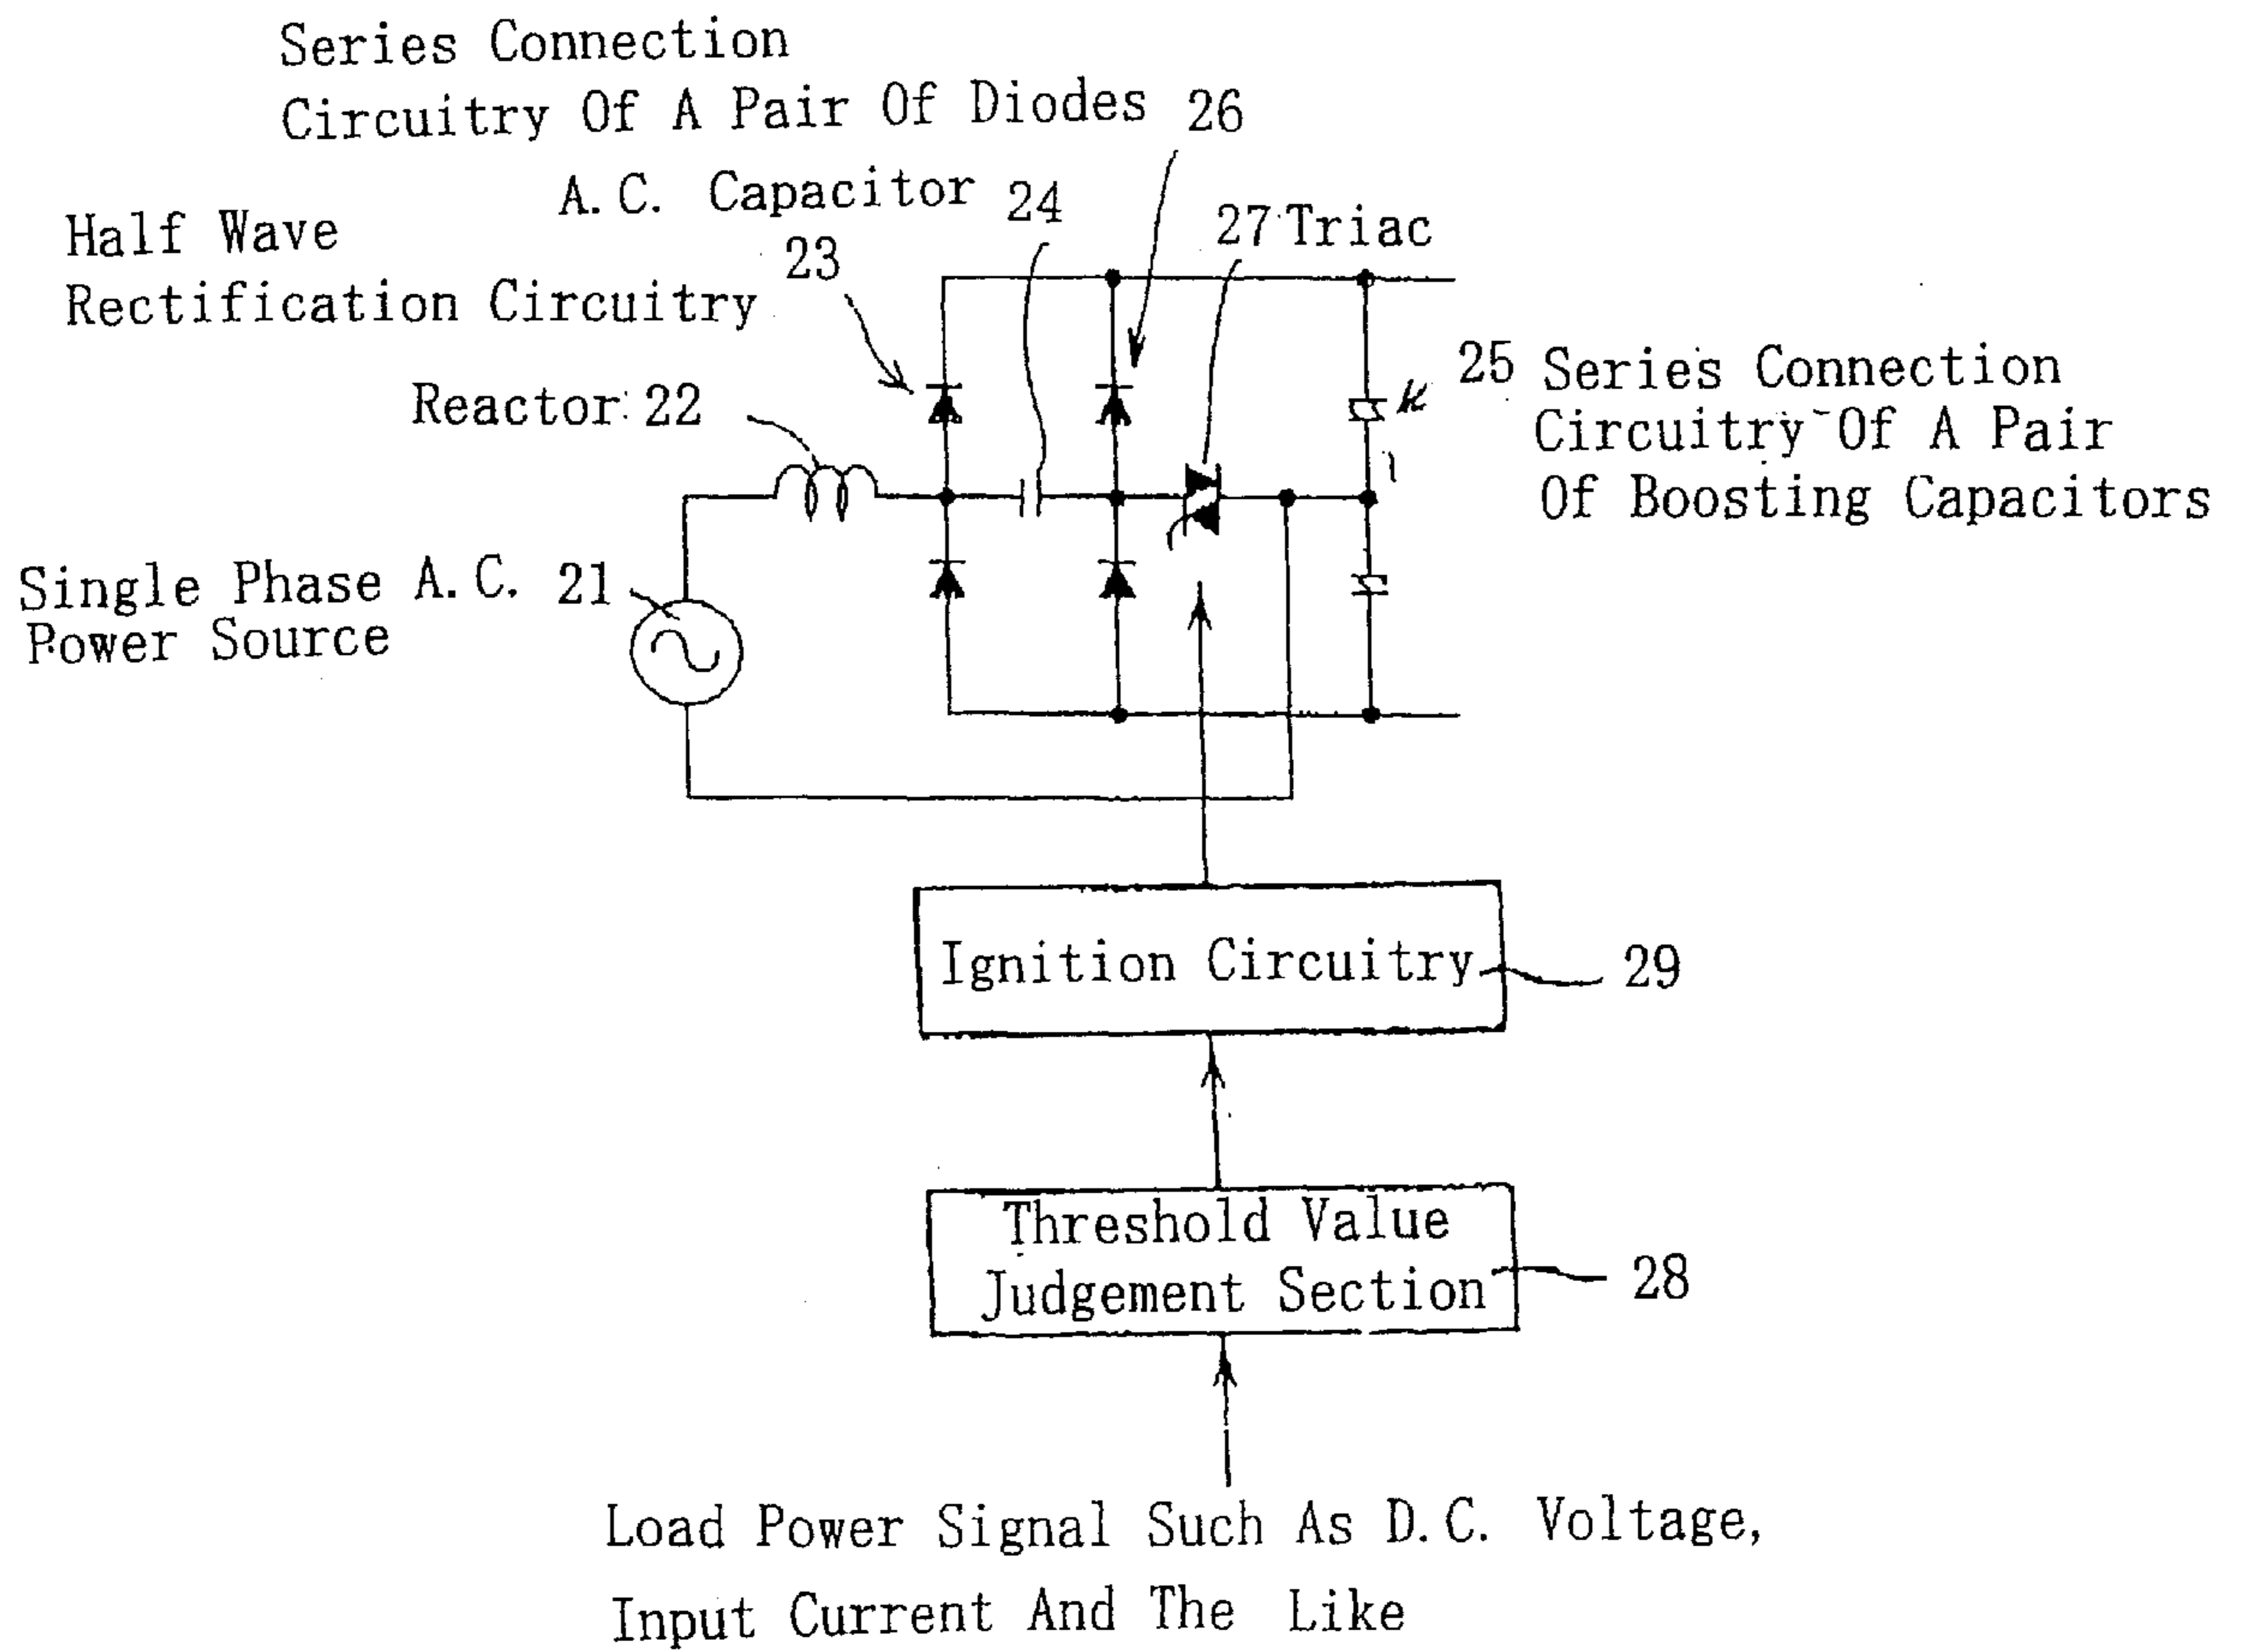 Series Connection
Circuitry Of A Pair Of Diodes 26
A.C. Capacitor 24
Half Wave
Rectification Circuitry 23
27 Triac
Reactor 22
25 Series Connection
Circuitry Of A Pair
Of Boosting Capacitors
Single Phase A.C. 21
Power Source
Ignition Circuitry
29
Threshold Value
Judgement Section
28
Load Power Signal Such As D.C. Voltage,
Input Current And The Like